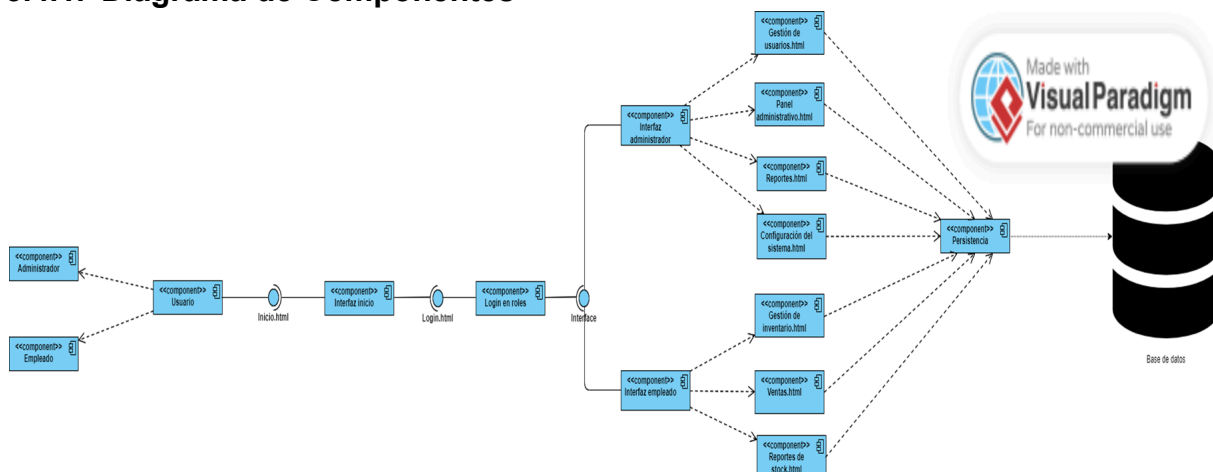 Diagrama de Componentes
<<component>>
Gestión de
usuarios.html
<<component>>
Panel
administrativo.html
<<component>>
Reportes.html
<<component>>
Configuración del
sistema.html
<<component>>
Interfaz
administrador
<<component>>
Administrador
<<component>>
Usuario
<<component>>
Empleado
Inicio.html
<<component>>
Interfaz inicio
Login.html
<<component>>
Login en roles
Interface
<<component>>
Interfaz empleado
<<component>>
Gestión de
inventario.html
<<component>>
Ventas.html
<<component>>
Reportes de
stock.html
<<component>>
Persistencia
Base de datos
Made with
Visual Paradigm
For non-commercial use